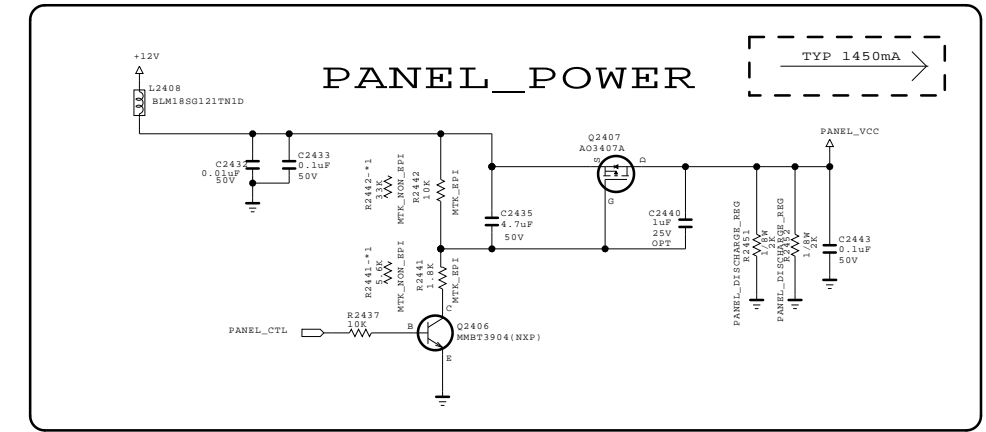 PANEL_POWER
TYP 1450mA
+12V
L2408
BLM18SG121TN1D
C2432
0.01uF
50V
C2433
0.1uF
50V
R2442-*1
33K
MTK_NON_EPI
R2442
10K
MTK_EPI
C2435
4.7uF
50V
Q2407
AO3407A
S
D
G
C2440
1uF
25V
OPT
PANEL_VCC
PANEL_DISCHARGE_REG
R2451
1/8W
2K
PANEL_DISCHARGE_REG
R2452
1/8W
2K
C2443
0.1uF
50V
R2441-*1
5.6K
MTK_NON_EPI
R2441
1.8K
MTK_EPI
PANEL_CTL
R2437
10K
B
C
E
Q2406
MMBT3904(NXP)